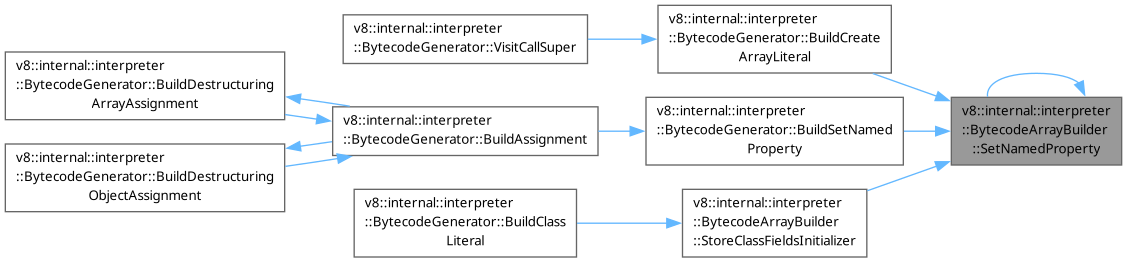 v8::internal::interpreter
::BytecodeGenerator::VisitCallSuper
v8::internal::interpreter
::BytecodeGenerator::BuildCreate
ArrayLiteral
v8::internal::interpreter
::BytecodeGenerator::BuildDestructuring
ArrayAssignment
v8::internal::interpreter
::BytecodeGenerator::BuildAssignment
v8::internal::interpreter
::BytecodeGenerator::BuildSetNamed
Property
v8::internal::interpreter
::BytecodeArrayBuilder
::SetNamedProperty
v8::internal::interpreter
::BytecodeGenerator::BuildDestructuring
ObjectAssignment
v8::internal::interpreter
::BytecodeGenerator::BuildClass
Literal
v8::internal::interpreter
::BytecodeArrayBuilder
::StoreClassFieldsInitializer